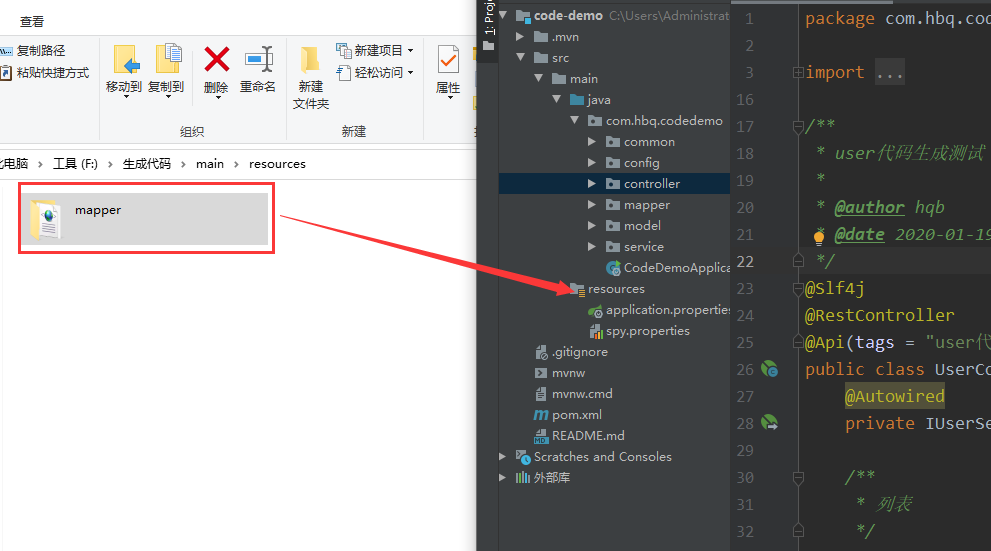 查看
复制路径
粘贴快捷方式
移动到
复制到
删除
重命名
新建
文件夹
新建项目
轻松访问
属性
组织
新建
电脑 > 工具 (F:) > 生成代码 > main > resources
mapper
1: Proje
code-demo C:\Users\Administrat
.mvn
src
main
java
com.hbq.codedemo
common
config
controller
mapper
model
service
CodeDemoApplica
resources
application.properties
spy.properties
.gitignore
mvnw
mvnw.cmd
pom.xml
README.md
Scratches and Consoles
外部库
1 package com.hbq.cod
2
3 import ...
16
17 /**
18 * user代码生成测试
19 *
20 * @author hqb
21 * @date 2020-01-19
22 */
23 @Slf4j
24 @RestController
25 @Api(tags = "user代
26 public class UserCo
27 @Autowired
28 private IUserSe
29
30 /**
31 * 列表
32 */